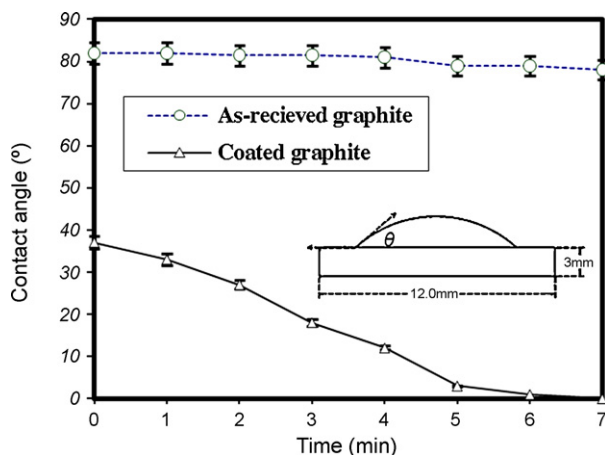 90
80
70
60
50
40
30
20
10
0
Contact angle (º)
As-recieved graphite
Coated graphite
θ
3mm
12.0mm
0 1 2 3 4 5 6 7
Time (min)